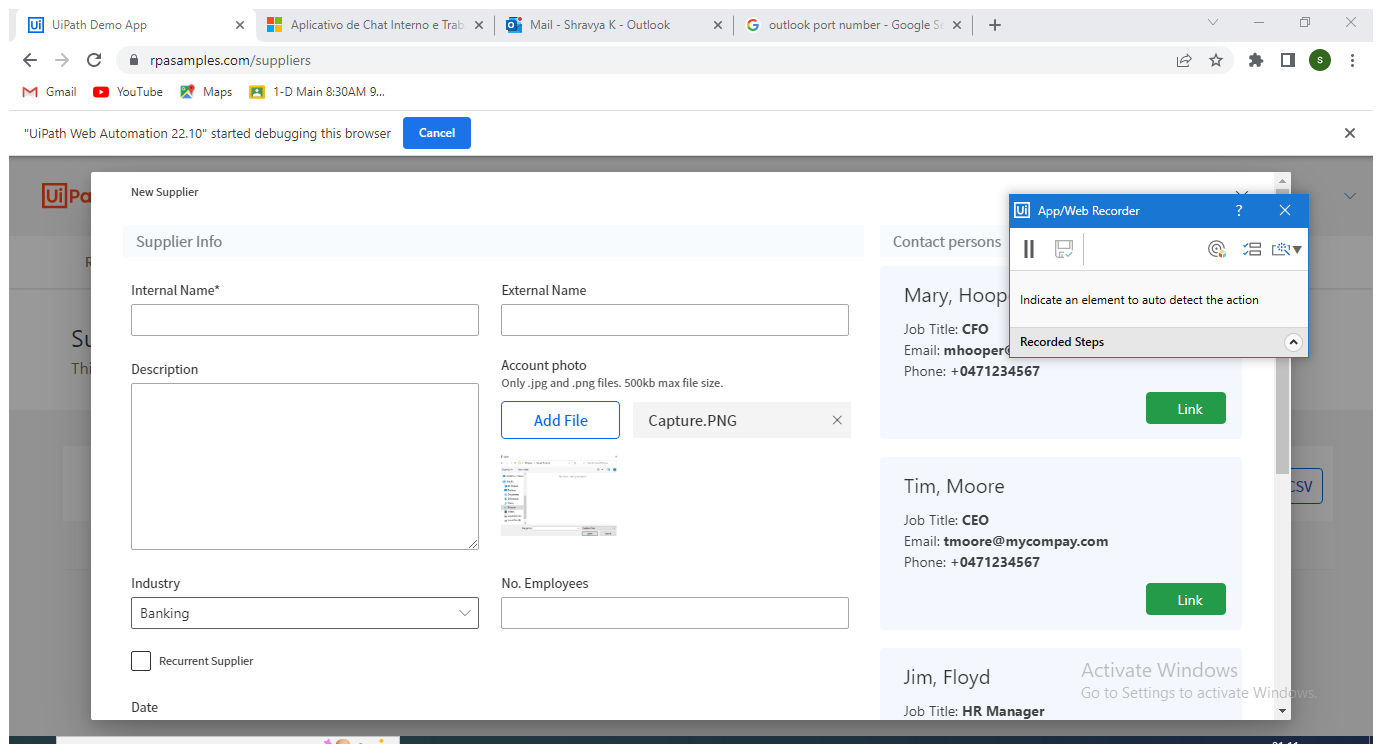 UiPath Demo App
Aplicativo de Chat Interno e Trab
Mail - Shravya K - Outlook
outlook port number - Google Se
rpasamples.com/suppliers
S
Gmail
YouTube
Maps
1-D Main 8:30AM 9...
"UiPath Web Automation 22.10" started debugging this browser
Cancel
Ui Pa
New Supplier
Ui App/Web Recorder ?
Supplier Info
Contact persons
R
Indicate an element to auto detect the action
Recorded Steps
Internal Name*
External Name
Mary, Hoop
Job Title: CFO
Email: mhooper@
Phone: +0471234567
Link
Su
Thi
Description
Account photo
Only .jpg and .png files. 500kb max file size.
Add File
Capture.PNG
Tim, Moore
CSV
Job Title: CEO
Email: tmoore@mycompay.com
Phone: +0471234567
Link
Industry
Banking
No. Employees
Recurrent Supplier
Jim, Floyd
Job Title: HR Manager
Activate Windows
Go to Settings to activate Windows.
Date